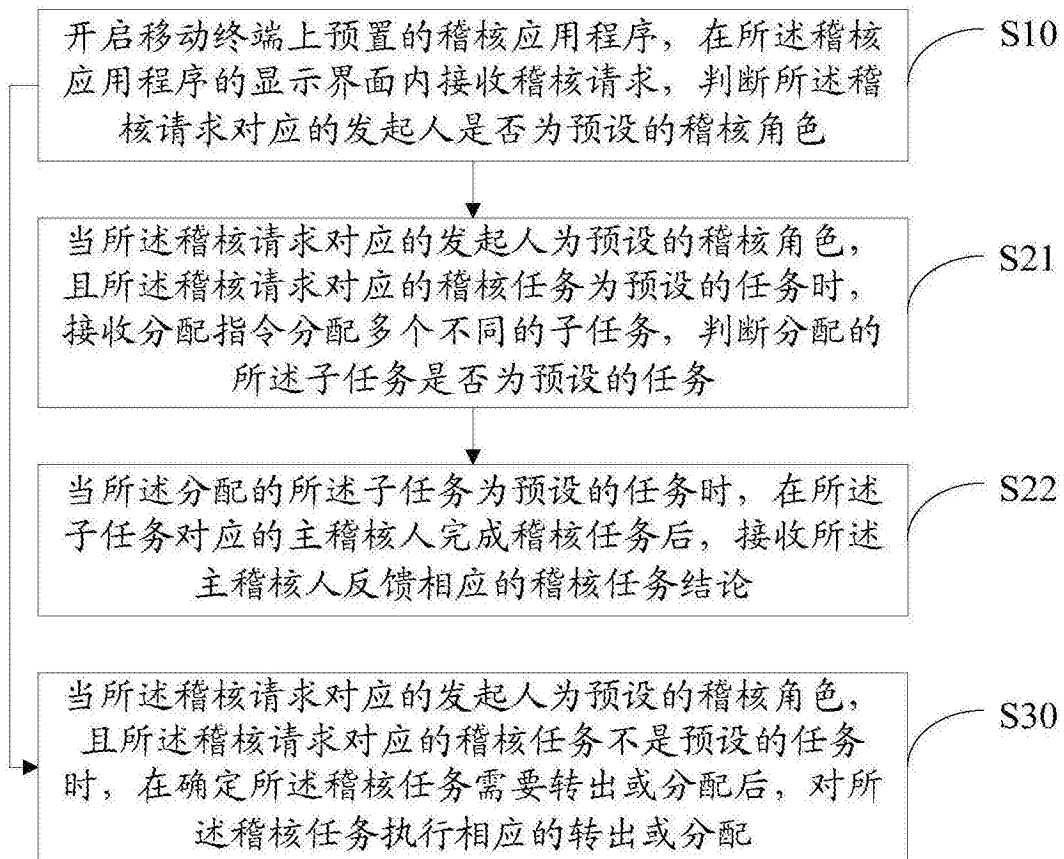 开启移动终端上预置的稽核应用程序，在所述稽核
应用程序的显示界面内接收稽核请求，判断所述稽
核请求对应的发起人是否为预设的稽核角色
S10
当所述稽核请求对应的发起人为预设的稽核角色，
且所述稽核请求对应的稽核任务为预设的任务时，
接收分配指令分配多个不同的子任务，判断分配的
所述子任务是否为预设的任务
S21
当所述分配的所述子任务为预设的任务时，在所述
子任务对应的主稽核人完成稽核任务后，接收所述
主稽核人反馈相应的稽核任务结论
S22
当所述稽核请求对应的发起人为预设的稽核角色，
且所述稽核请求对应的稽核任务不是预设的任务
时，在确定所述稽核任务需要转出或分配后，对所
述稽核任务执行相应的转出或分配
S30